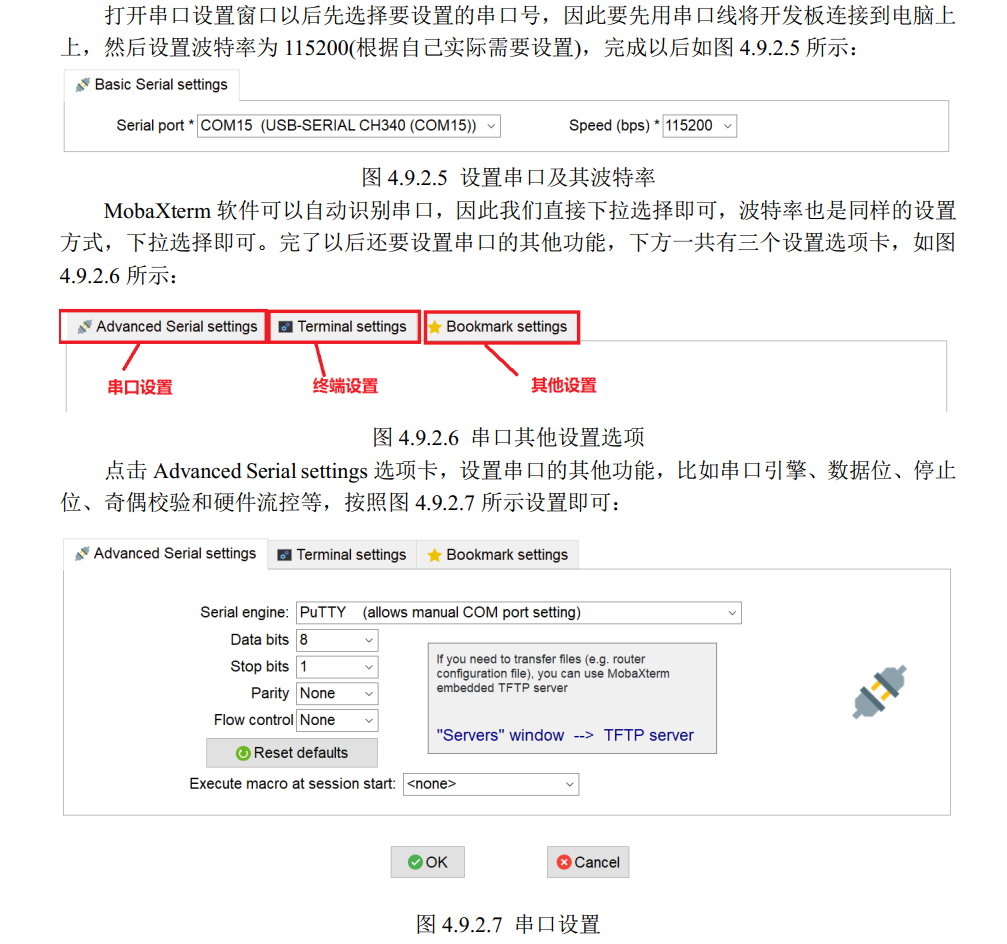 打开串口设置窗口以后先选择要设置的串口号，因此要先用串口线将开发板连接到电脑上
上，然后设置波特率为 115200(根据自己实际需要设置)，完成以后如图 4.9.2.5 所示：
Basic Serial settings
Serial port * COM15 (USB-SERIAL CH340 (COM15)) Speed (bps) * 115200
图 4.9.2.5 设置串口及其波特率
MobaXterm 软件可以自动识别串口，因此我们直接下拉选择即可，波特率也是同样的设置
方式，下拉选择即可。完了以后还要设置串口的其他功能，下方一共有三个设置选项卡，如图
4.9.2.6 所示：
Advanced Serial settings Terminal settings Bookmark settings
串口设置 终端设置 其他设置
图 4.9.2.6 串口其他设置选项
点击 Advanced Serial settings 选项卡，设置串口的其他功能，比如串口引擎、数据位、停止
位、奇偶校验和硬件流控等，按照图 4.9.2.7 所示设置即可：
Advanced Serial settings Terminal settings Bookmark settings
Serial engine: PuTTY (allows manual COM port setting)
Data bits 8
Stop bits 1
Parity None
Flow control None
Reset defaults
If you need to transfer files (e.g. router
configuration file), you can use MobaXterm
embedded TFTP server
"Servers" window --> TFTP server
Execute macro at session start: <none>
OK Cancel
图 4.9.2.7 串口设置